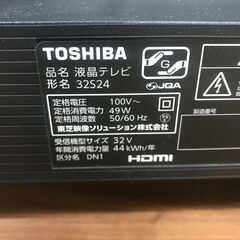 TOSHIBA
品名 液晶テレビ
形名 32S24
定格電圧 100V~
定格消費電力 49W
定格周波数 50/60 Hz
東芝映像ソリューション株式会社
受信機型サイズ 32V
年間消費電力量 44 kWh/年
区分名 DN1
G
JQA
製造番号
HDMI